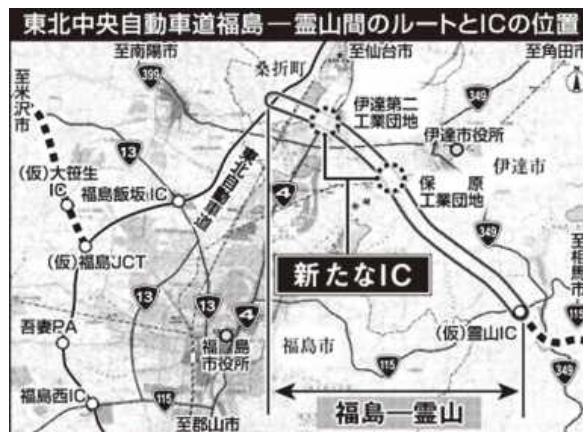 東北中央自動車道福島―霊山間のルートとICの位置
至南陽市
桑折町
至仙台市
至角田市
399
349
至米沢市
伊達第二
工業団地
伊達市役所
13
東北自動車道
4
伊達市
(仮)大笹生
IC
福島飯坂IC
保原
工業団地
349
至相馬市
(仮)福島JCT
新たなIC
13
13
4
115
吾妻PA
福島市役所
福島市
(仮)霊山IC
115
349
福島西IC
115
福島―霊山
至郡山市